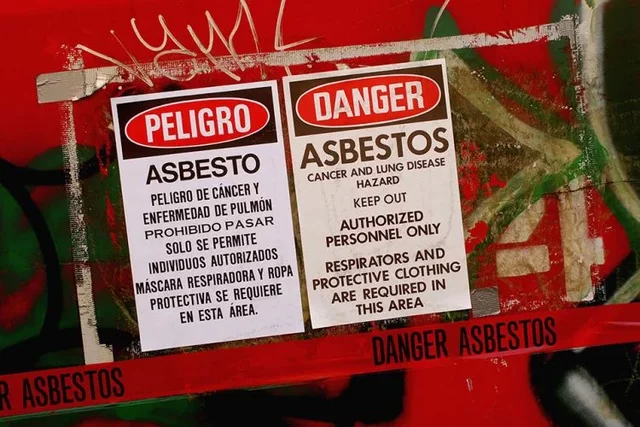 PELIGRO
ASBESTO
PELIGRO DE CÁNCER Y
ENFERMEDAD DE PULMÓN
PROHIBIDO PASAR
SOLO SE PERMITE
INDIVIDUOS AUTORIZADOS
MÁSCARA RESPIRADORA Y ROPA
PROTECTIVA SE REQUIERE
EN ESTA ÁREA.
DANGER
ASBESTOS
CANCER AND LUNG DISEASE
HAZARD
KEEP OUT
AUTHORIZED
PERSONNEL ONLY
RESPIRATORS AND
PROTECTIVE CLOTHING
ARE REQUIRED IN
THIS AREA
R ASBESTOS
DANGER ASBESTOS